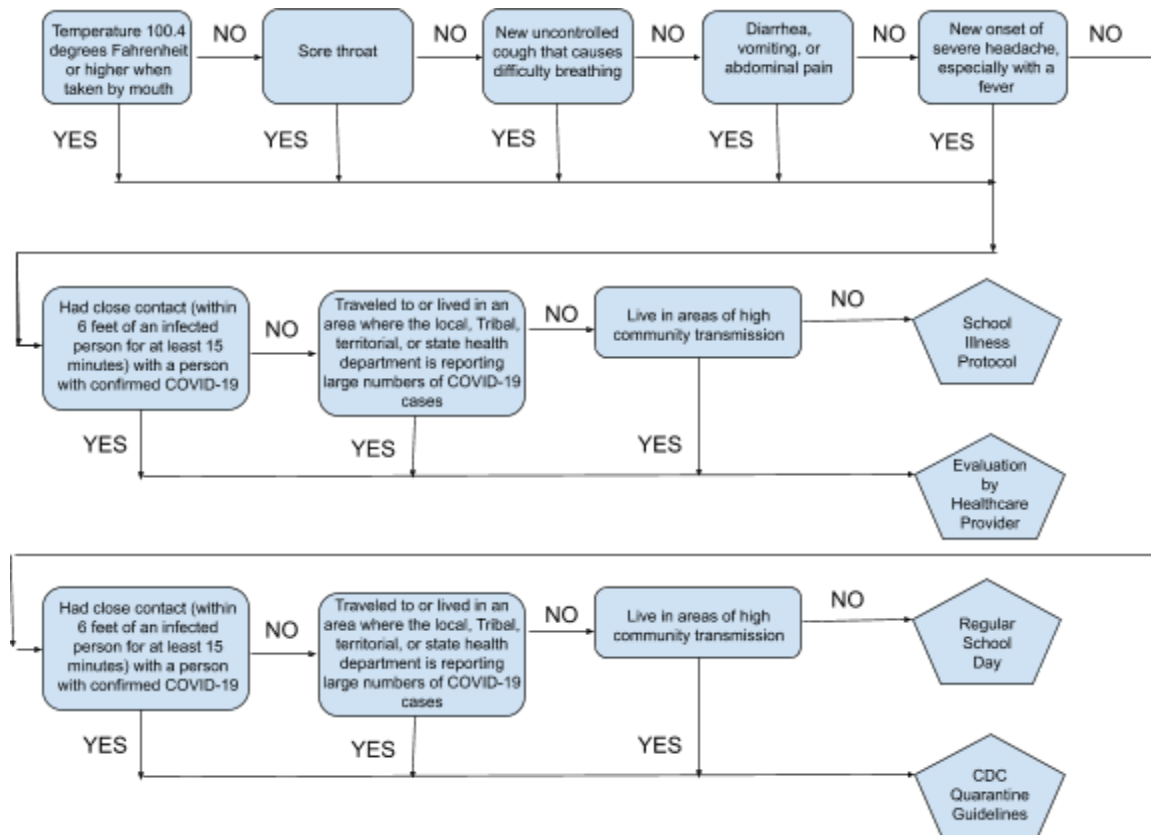 Temperature 100.4
degrees Fahrenheit
or higher when
taken by mouth
NO
Sore throat
NO
New uncontrolled
cough that causes
difficulty breathing
NO
Diarrhea,
vomiting, or
abdominal pain
NO
New onset of
severe headache,
especially with a
fever
NO
YES
YES
YES
YES
YES
Had close contact (within
6 feet of an infected
person for at least 15
minutes) with a person
with confirmed COVID-19
NO
Traveled to or lived in an
area where the local, Tribal,
territorial, or state health
department is reporting
large numbers of COVID-19
cases
NO
Live in areas of high
community transmission
NO
School
Illness
Protocol
YES
YES
YES
Evaluation
by
Healthcare
Provider
Had close contact (within
6 feet of an infected
person for at least 15
minutes) with a person
with confirmed COVID-19
NO
Traveled to or lived in an
area where the local, Tribal,
territorial, or state health
department is reporting
large numbers of COVID-19
cases
NO
Live in areas of high
community transmission
NO
Regular
School
Day
YES
YES
YES
CDC
Quarantine
Guidelines